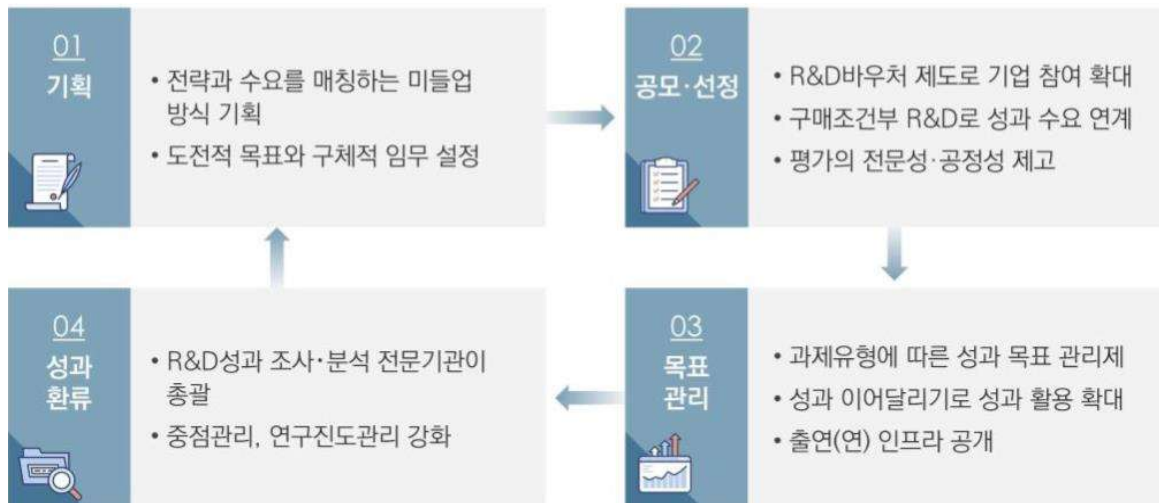 01
기획
• 전략과 수요를 매칭하는 미들업
방식 기획
• 도전적 목표와 구체적 임무 설정
02
공모·선정
• R&D바우처 제도로 기업 참여 확대
• 구매조건부 R&D로 성과 수요 연계
• 평가의 전문성·공정성 제고
03
목표
관리
• 과제유형에 따른 성과 목표 관리제
• 성과 이어달리기로 성과 활용 확대
• 출연(연) 인프라 공개
04
성과
환류
• R&D성과 조사·분석 전문기관이
총괄
• 중점관리, 연구진도관리 강화